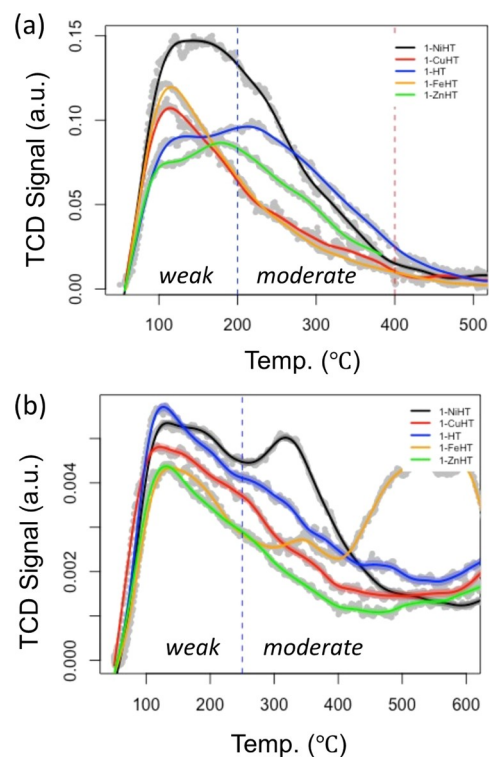 (a)
TCD Signal (a.u.)
0.15
0.10
0.05
0.00
1-NiHT
1-CuHT
1-HT
1-FeHT
1-ZnHT
weak
moderate
100 200 300 400 500
Temp. (°C)
(b)
TCD Signal (a.u.)
0.004
0.002
0.000
1-NiHT
1-CuHT
1-HT
1-FeHT
1-ZnHT
weak
moderate
100 200 300 400 500 600
Temp. (°C)